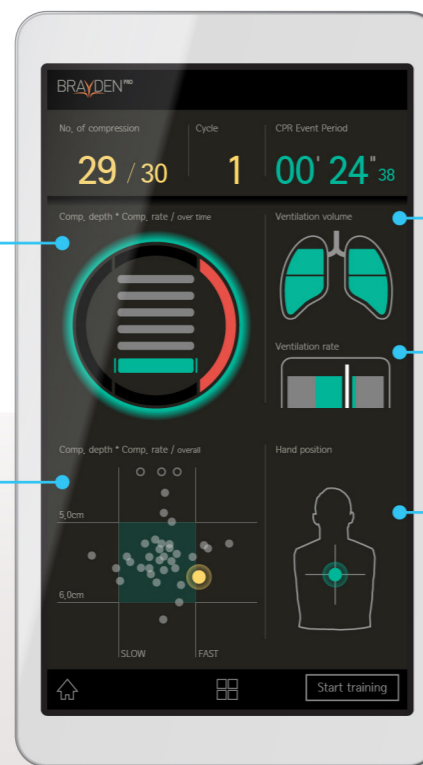 BRAYDEN PRO
No. of compression
Cycle
CPR Event Period
29 / 30
1
00' 24" 38
Comp. depth * Comp. rate / over time
Ventilation volume
Ventilation rate
Comp. depth * Comp. rate / overall
Hand position
5,0cm
6,0cm
SLOW
FAST
Start training